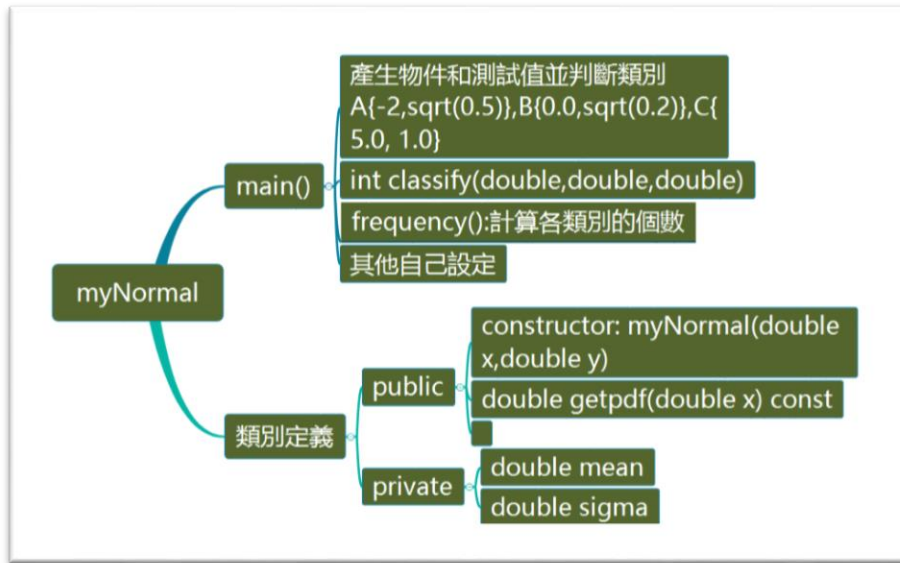 產生物件和測試值並判斷類別
A{-2,sqrt(0.5)},B{0.0,sqrt(0.2)},C{
5.0, 1.0}
main()
int classify(double,double,double)
frequency():計算各類別的個數
其他自己設定
myNormal
類別定義
public
constructor: myNormal(double
x,double y)
double getpdf(double x) const
private
double mean
double sigma